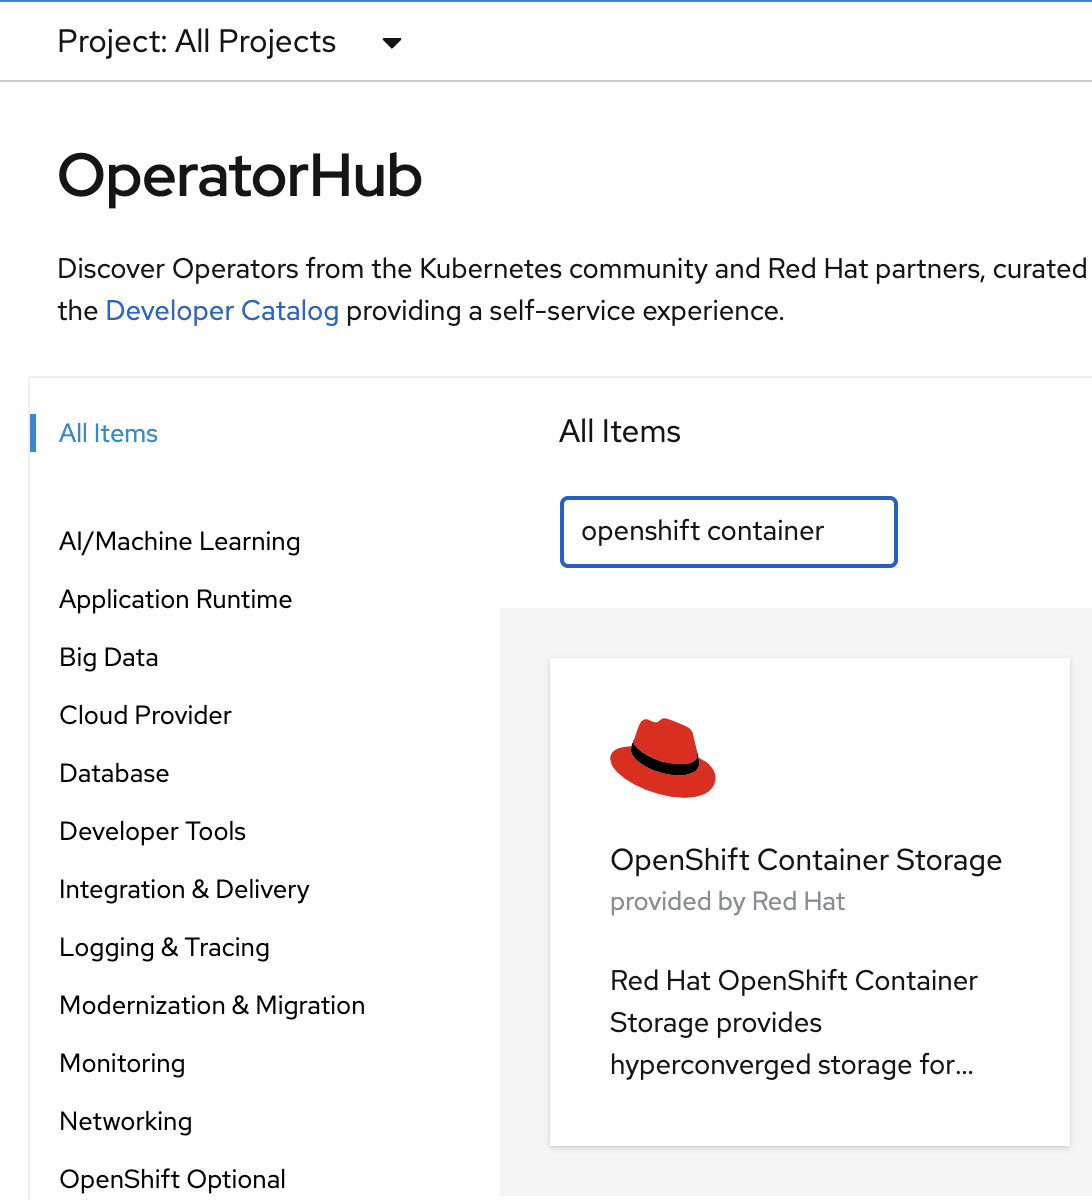 Project: All Projects
OperatorHub
Discover Operators from the Kubernetes community and Red Hat partners, curated
the Developer Catalog providing a self-service experience.
All Items
AI/Machine Learning
Application Runtime
Big Data
Cloud Provider
Database
Developer Tools
Integration & Delivery
Logging & Tracing
Modernization & Migration
Monitoring
Networking
OpenShift Optional
All Items
openshift container
OpenShift Container Storage
provided by Red Hat
Red Hat OpenShift Container
Storage provides
hyperconverged storage for...